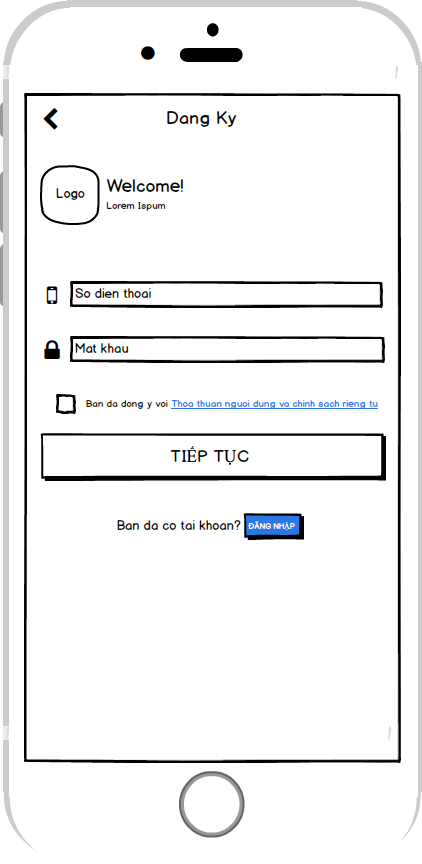 Dang Ky
Logo
Welcome!
Lorem Ispum
So dien thoai
Mat khau
Ban da dong y voi Thoa thuan nguoi dung va chinh sach rieng tu
TIẾP TỤC
Ban da co tai khoan? ĐĂNG NHẬP